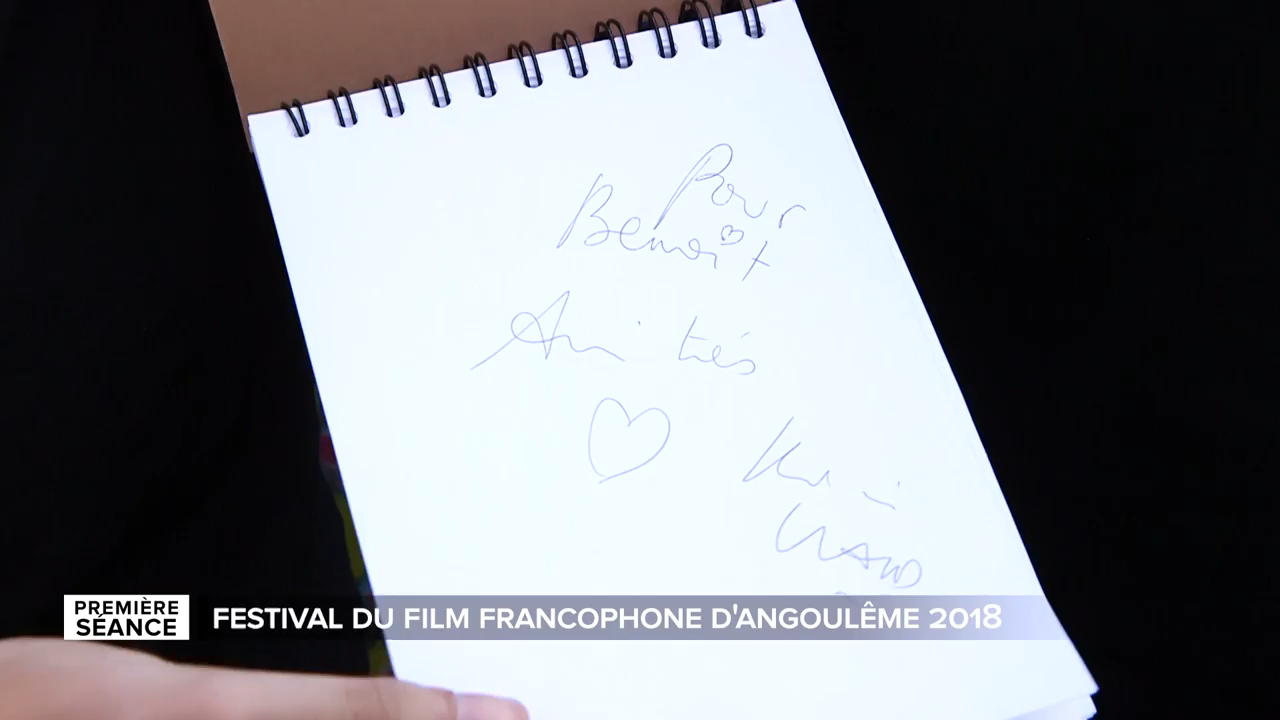 Pour
Benoit
Amitiés
PREMIÈRE
SÉANCE
FESTIVAL DU FILM FRANCOPHONE D'ANGOULÊME 2018